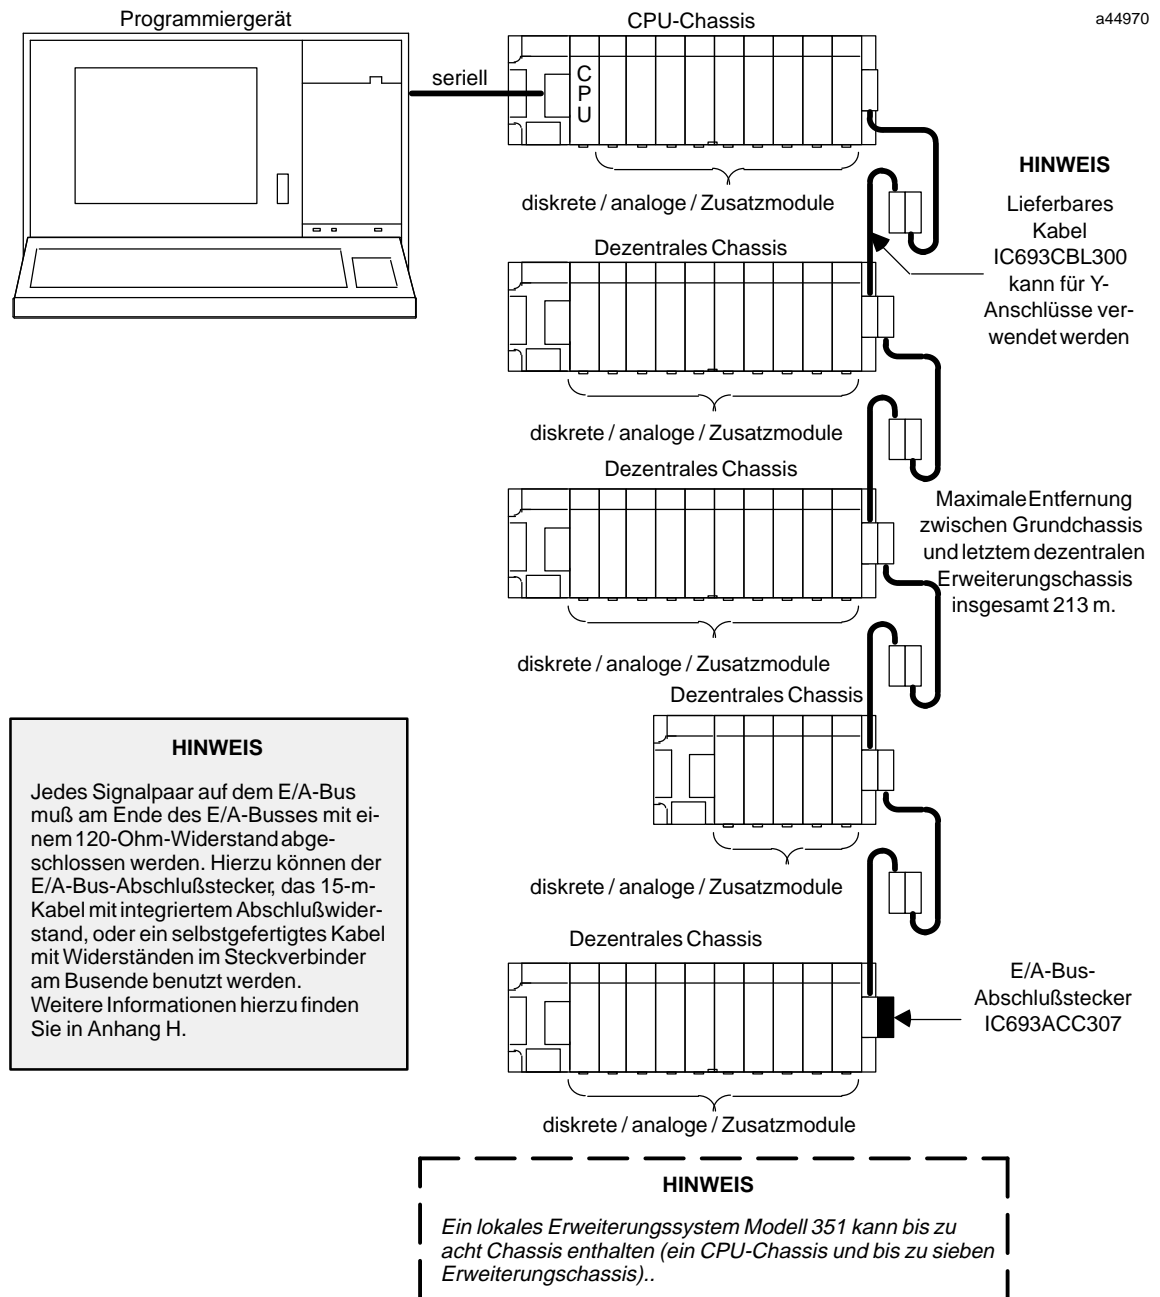 Programmiergerät
CPU-Chassis
a44970
seriell
C
P
U
HINWEIS
diskrete / analoge / Zusatzmodule
Lieferbares
Kabel
IC693CBL300
kann für Y-
Anschlüsse ver-
wendet werden
Dezentrales Chassis
diskrete / analoge / Zusatzmodule
Dezentrales Chassis
Maximale Entfernung
zwischen Grundchassis
und letztem dezentralen
Erweiterungschassis
insgesamt 213 m.
diskrete / analoge / Zusatzmodule
Dezentrales Chassis
HINWEIS
Jedes Signalpaar auf dem E/A-Bus
muß am Ende des E/A-Busses mit ei-
nem 120-Ohm-Widerstand abge-
schlossen werden. Hierzu können der
E/A-Bus-Abschlußstecker, das 15-m-
Kabel mit integriertem Abschlußwider-
stand, oder ein selbstgefertigtes Kabel
mit Widerständen im Steckverbinder
am Busende benutzt werden.
Weitere Informationen hierzu finden
Sie in Anhang H.
diskrete / analoge / Zusatzmodule
Dezentrales Chassis
E/A-Bus-
Abschlußstecker
IC693ACC307
diskrete / analoge / Zusatzmodule
HINWEIS
Ein lokales Erweiterungssystem Modell 351 kann bis zu
acht Chassis enthalten (ein CPU-Chassis und bis zu sieben
Erweiterungschassis)..